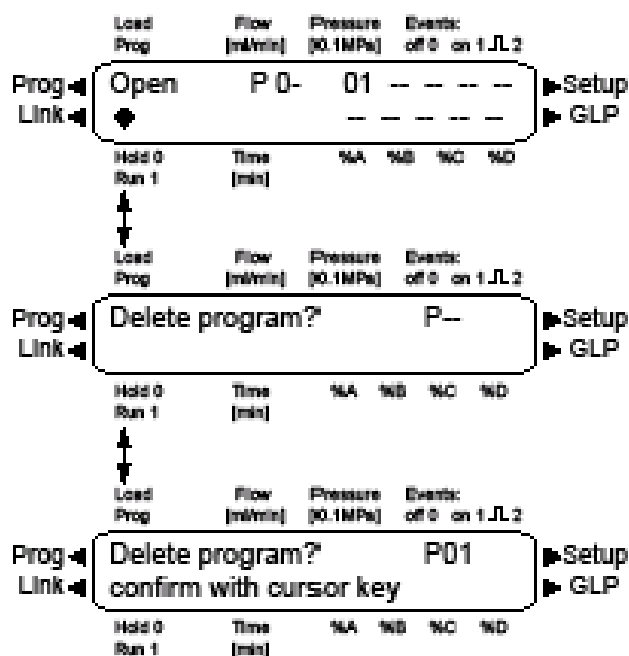 Load Flow Pressure Events:
Prog [ml/min] [0.1MPa] off 0 on 1 2
Prog Open P 0- 01 -- -- -- -- Setup
Link -- -- -- -- -- GLP
Hold 0 Time %A %B %C %D
Run 1 [min]
Load Flow Pressure Events:
Prog [ml/min] [0.1MPa] off 0 on 1 2
Prog Delete program? P-- Setup
Link GLP
Hold 0 Time %A %B %C %D
Run 1 [min]
Load Flow Pressure Events:
Prog [ml/min] [0.1MPa] off 0 on 1 2
Prog Delete program? P01 Setup
Link confirm with cursor key GLP
Hold 0 Time %A %B %C %D
Run 1 [min]